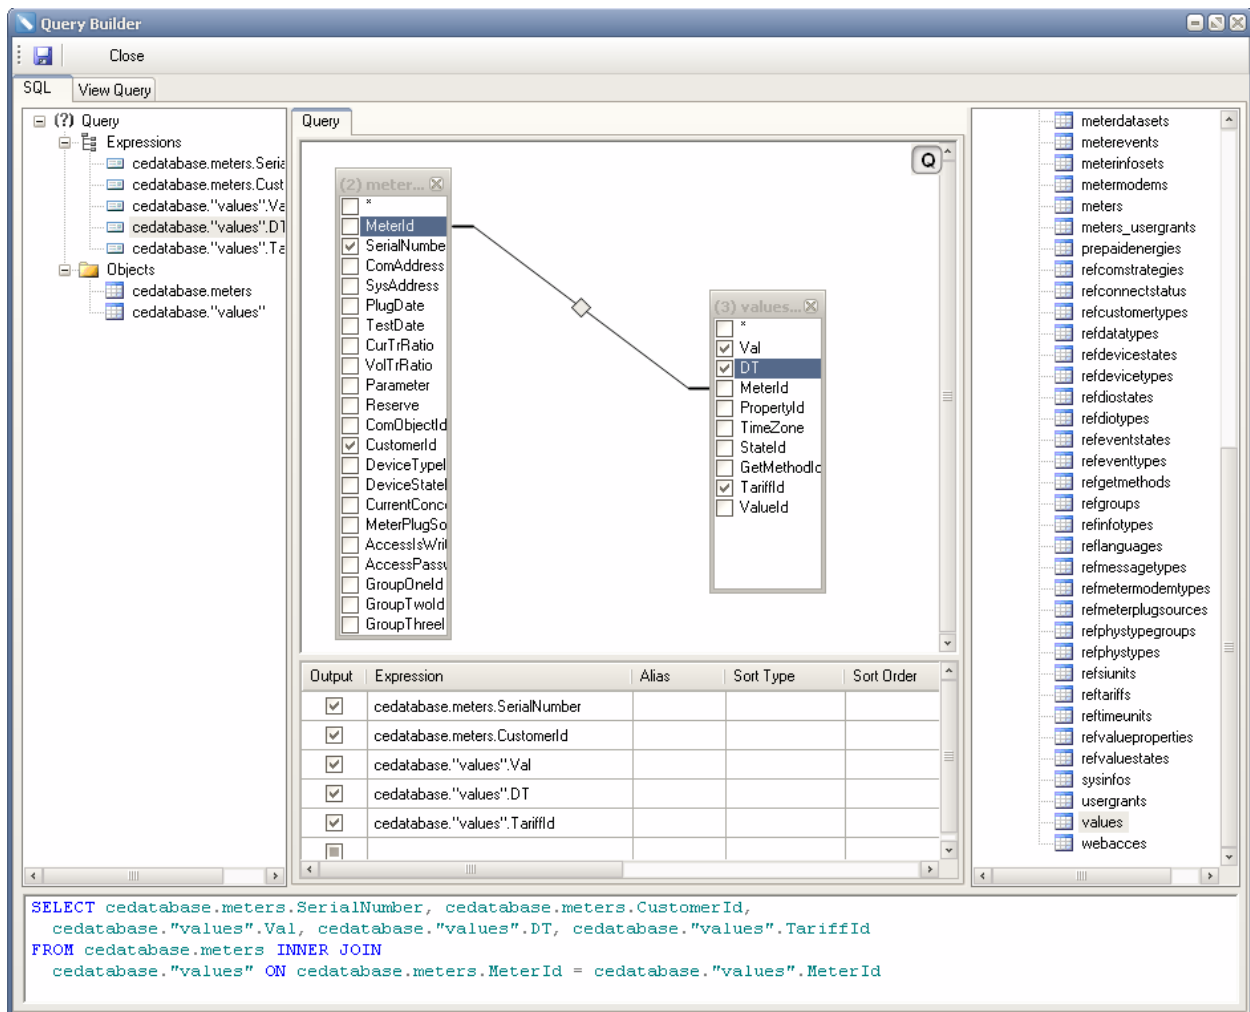 Query Builder
Close
SQL
View Query
(?) Query
Expressions
cedatabase.meters.Seria
cedatabase.meters.Cust
cedatabase."values".Va
cedatabase."values".DT
cedatabase."values".Ta
Objects
cedatabase.meters
cedatabase."values"
Query
Q
(2) meter...
*
MeterId
SerialNumbe
ComAddress
SysAddress
PlugDate
TestDate
CurTrRatio
VolTrRatio
Parameter
Reserve
ComObjectId
CustomerId
DeviceTypeI
DeviceStateI
CurrentConc
MeterPlugSo
AccessIsWri
AccessPassw
GroupOneId
GroupTwoId
GroupThreeI
(3) values...
*
Val
DT
MeterId
PropertyId
TimeZone
StateId
GetMethodId
TariffId
ValueId
Output Expression Alias Sort Type Sort Order
cedatabase.meters.SerialNumber
cedatabase.meters.CustomerId
cedatabase."values".Val
cedatabase."values".DT
cedatabase."values".TariffId
meterdatasets
meterevents
meterinfosets
metermodems
meters
meters_usergrants
prepaidenergies
refcomstrategies
refconnectstatus
refcustomertypes
refdatatypes
refdevicestates
refdevicetypes
refdiostates
refdiotypes
refeventstates
refeventtypes
refgetmethods
refgroups
refinfotypes
reflanguages
refmessagetypes
refmetermodemtypes
refmeterplugsources
refphystypegroups
refphystypes
refsiunits
reftariffs
reftimeunits
refvalueproperties
refvaluestates
sysinfos
usergrants
values
webacces
SELECT cedatabase.meters.SerialNumber, cedatabase.meters.CustomerId,
cedatabase."values".Val, cedatabase."values".DT, cedatabase."values".TariffId
FROM cedatabase.meters INNER JOIN
cedatabase."values" ON cedatabase.meters.MeterId = cedatabase."values".MeterId